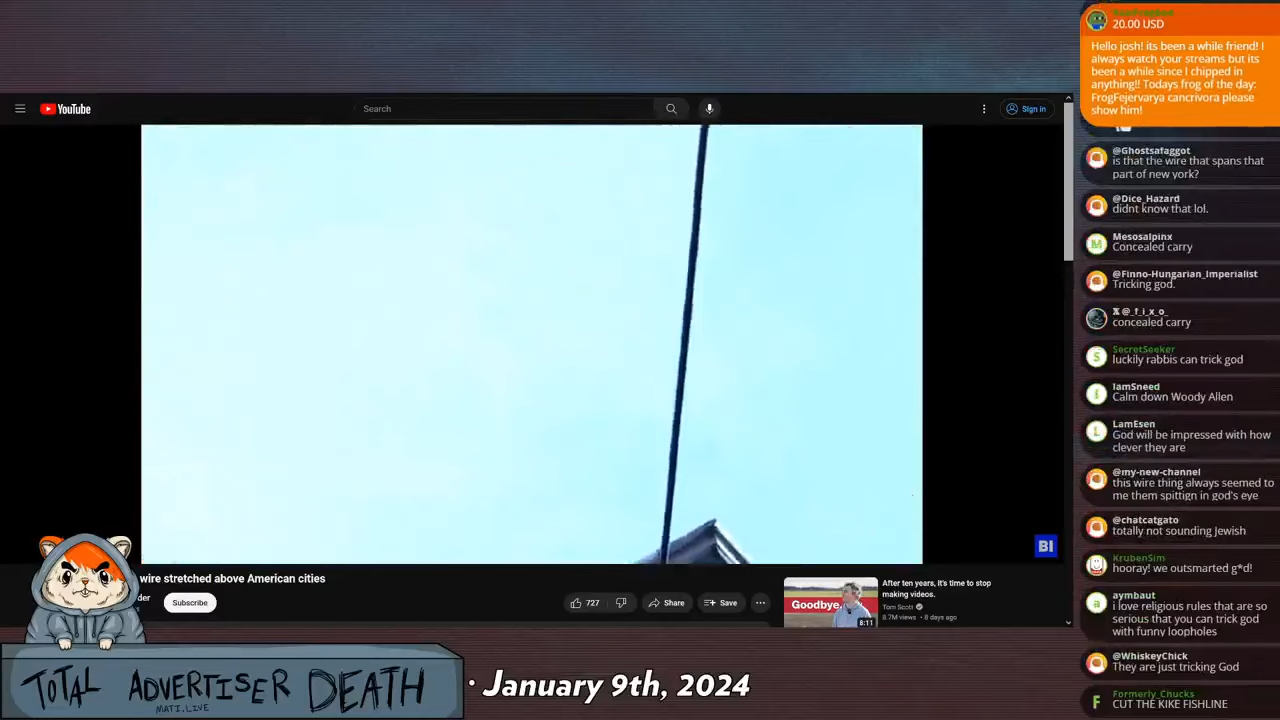 20.00 USD
Hello josh! its been a while friend! I
always watch your streams but its
been a while since I chipped in
anything!! Todays frog of the day:
FrogFejervarya cancrivora please
show him!
YouTube
Search
Sign in
@Ghostsafaggot
is that the wire that spans that
part of new york?
@Dice_Hazard
didnt know that lol.
Mesosalpinx
Concealed carry
@Finno-Hungarian_Imperialist
Tricking god.
@_f_i_x_o_
concealed carry
SecretSeeker
luckily rabbis can trick god
IamSneed
Calm down Woody Allen
LamEsen
God will be impressed with how
clever they are
@my-new-channel
this wire thing always seemed to
me them spittign in god's eye
@chatcatgato
totally not sounding Jewish
KrubenSim
hooray! we outsmarted g*d!
aymbaut
i love religious rules that are so
serious that you can trick god
with funny loopholes
@WhiskeyChick
They are just tricking God
Formerly_Chucks
CUT THE KIKE FISHLINE
BI
wire stretched above American cities
der
Subscribe
727
Share
Save
Goodbye.
8:11
After ten years, it's time to stop
making videos.
Tom Scott
8.7M views • 8 days ago
TOTAL ADVERTISER DEATH
MATI.LIVE
· January 9th, 2024